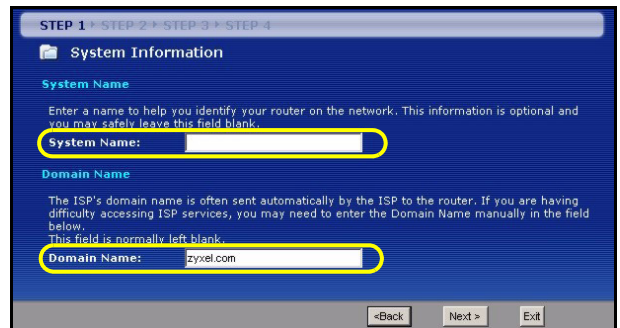 STEP 1 › STEP 2 › STEP 3 › STEP 4
System Information
System Name
Enter a name to help you identify your router on the network. This information is optional and
you may safely leave this field blank.
System Name:
Domain Name
The ISP's domain name is often sent automatically by the ISP to the router. If you are having
difficulty accessing ISP services, you may need to enter the Domain Name manually in the field
below.
This field is normally left blank.
Domain Name: zyxel.com
<Back Next > Exit